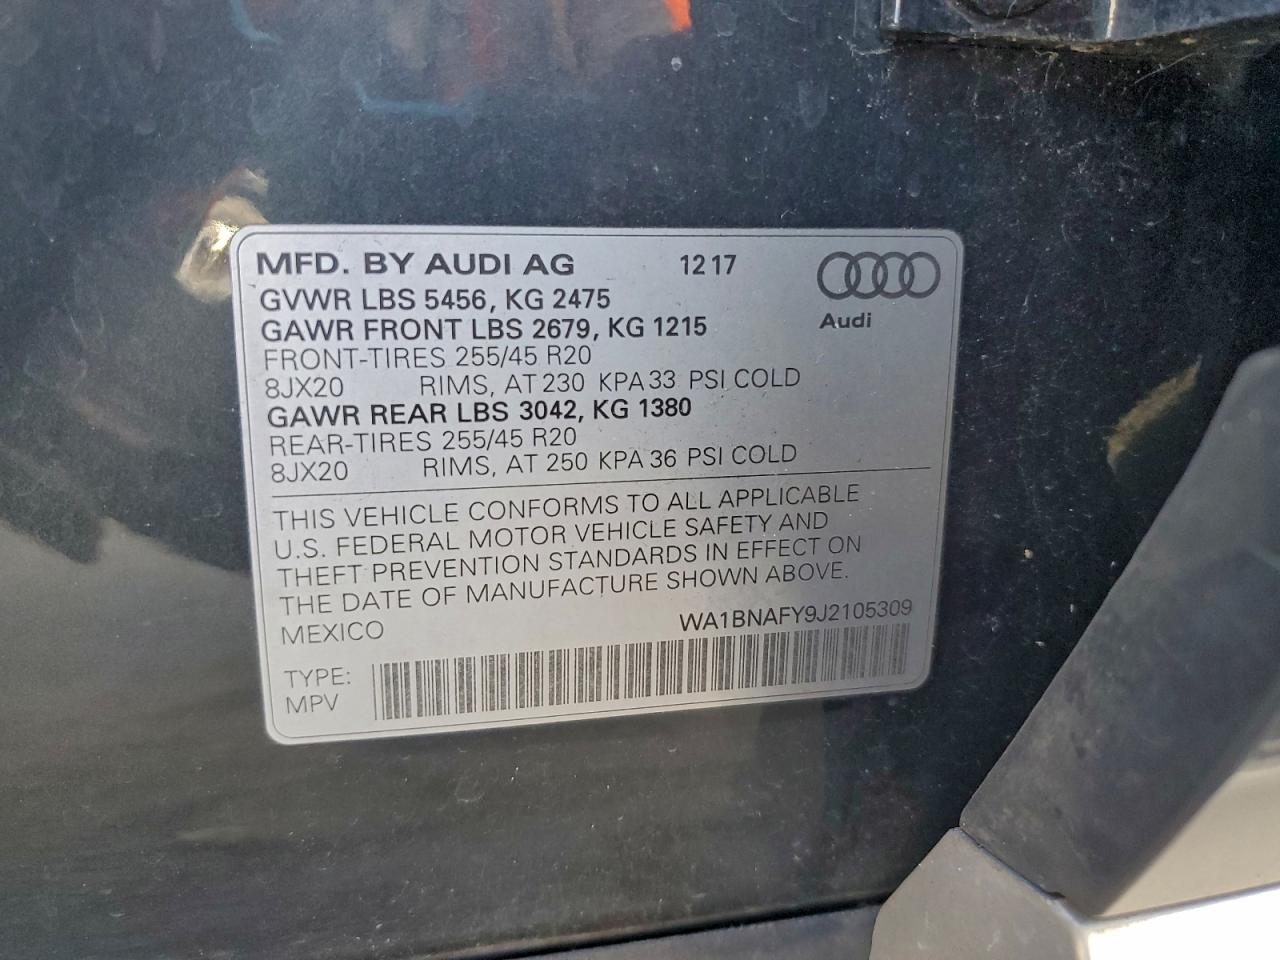 MFD. BY AUDI AG 12 17
GVWR LBS 5456, KG 2475
GAWR FRONT LBS 2679, KG 1215
Audi
FRONT-TIRES 255/45 R20
8JX20 RIMS, AT 230 KPA 33 PSI COLD
GAWR REAR LBS 3042, KG 1380
REAR-TIRES 255/45 R20
8JX20 RIMS, AT 250 KPA 36 PSI COLD
THIS VEHICLE CONFORMS TO ALL APPLICABLE
U.S. FEDERAL MOTOR VEHICLE SAFETY AND
THEFT PREVENTION STANDARDS IN EFFECT ON
THE DATE OF MANUFACTURE SHOWN ABOVE.
MEXICO WA1BNAFY9J2105309
TYPE:
MPV